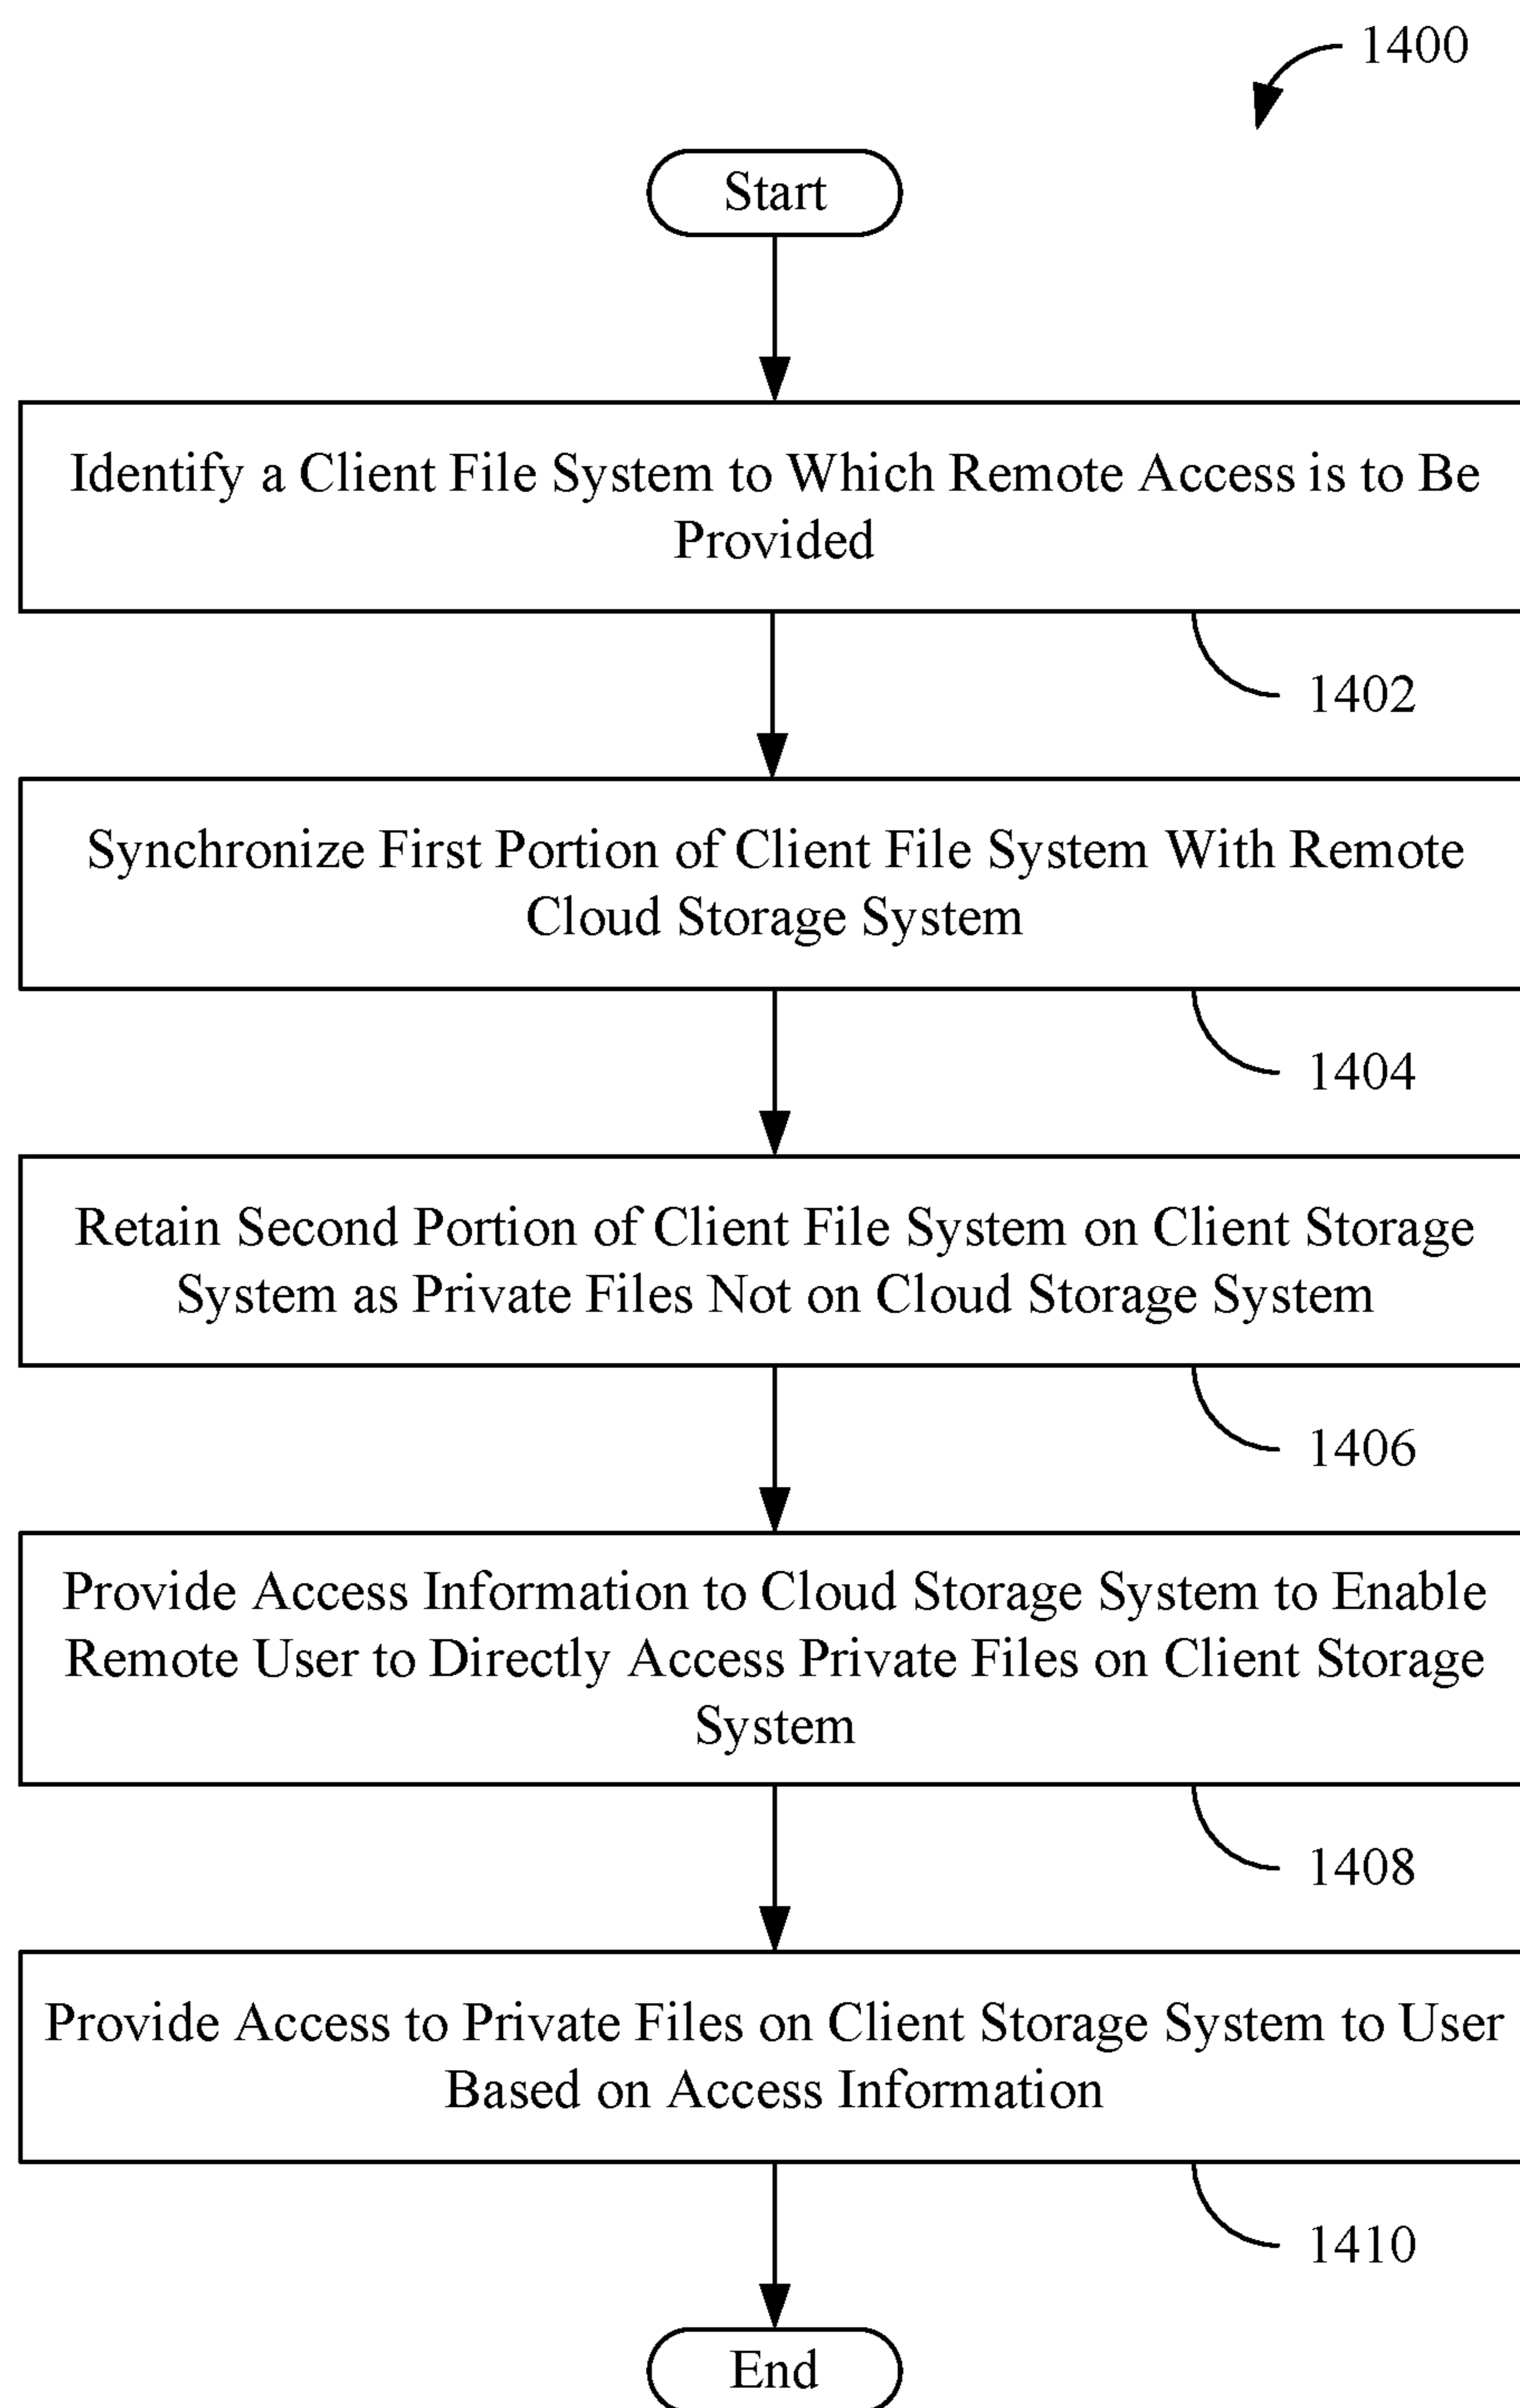 1400
Start
Identify a Client File System to Which Remote Access is to Be
Provided
1402
Synchronize First Portion of Client File System With Remote
Cloud Storage System
1404
Retain Second Portion of Client File System on Client Storage
System as Private Files Not on Cloud Storage System
1406
Provide Access Information to Cloud Storage System to Enable
Remote User to Directly Access Private Files on Client Storage
System
1408
Provide Access to Private Files on Client Storage System to User
Based on Access Information
1410
End